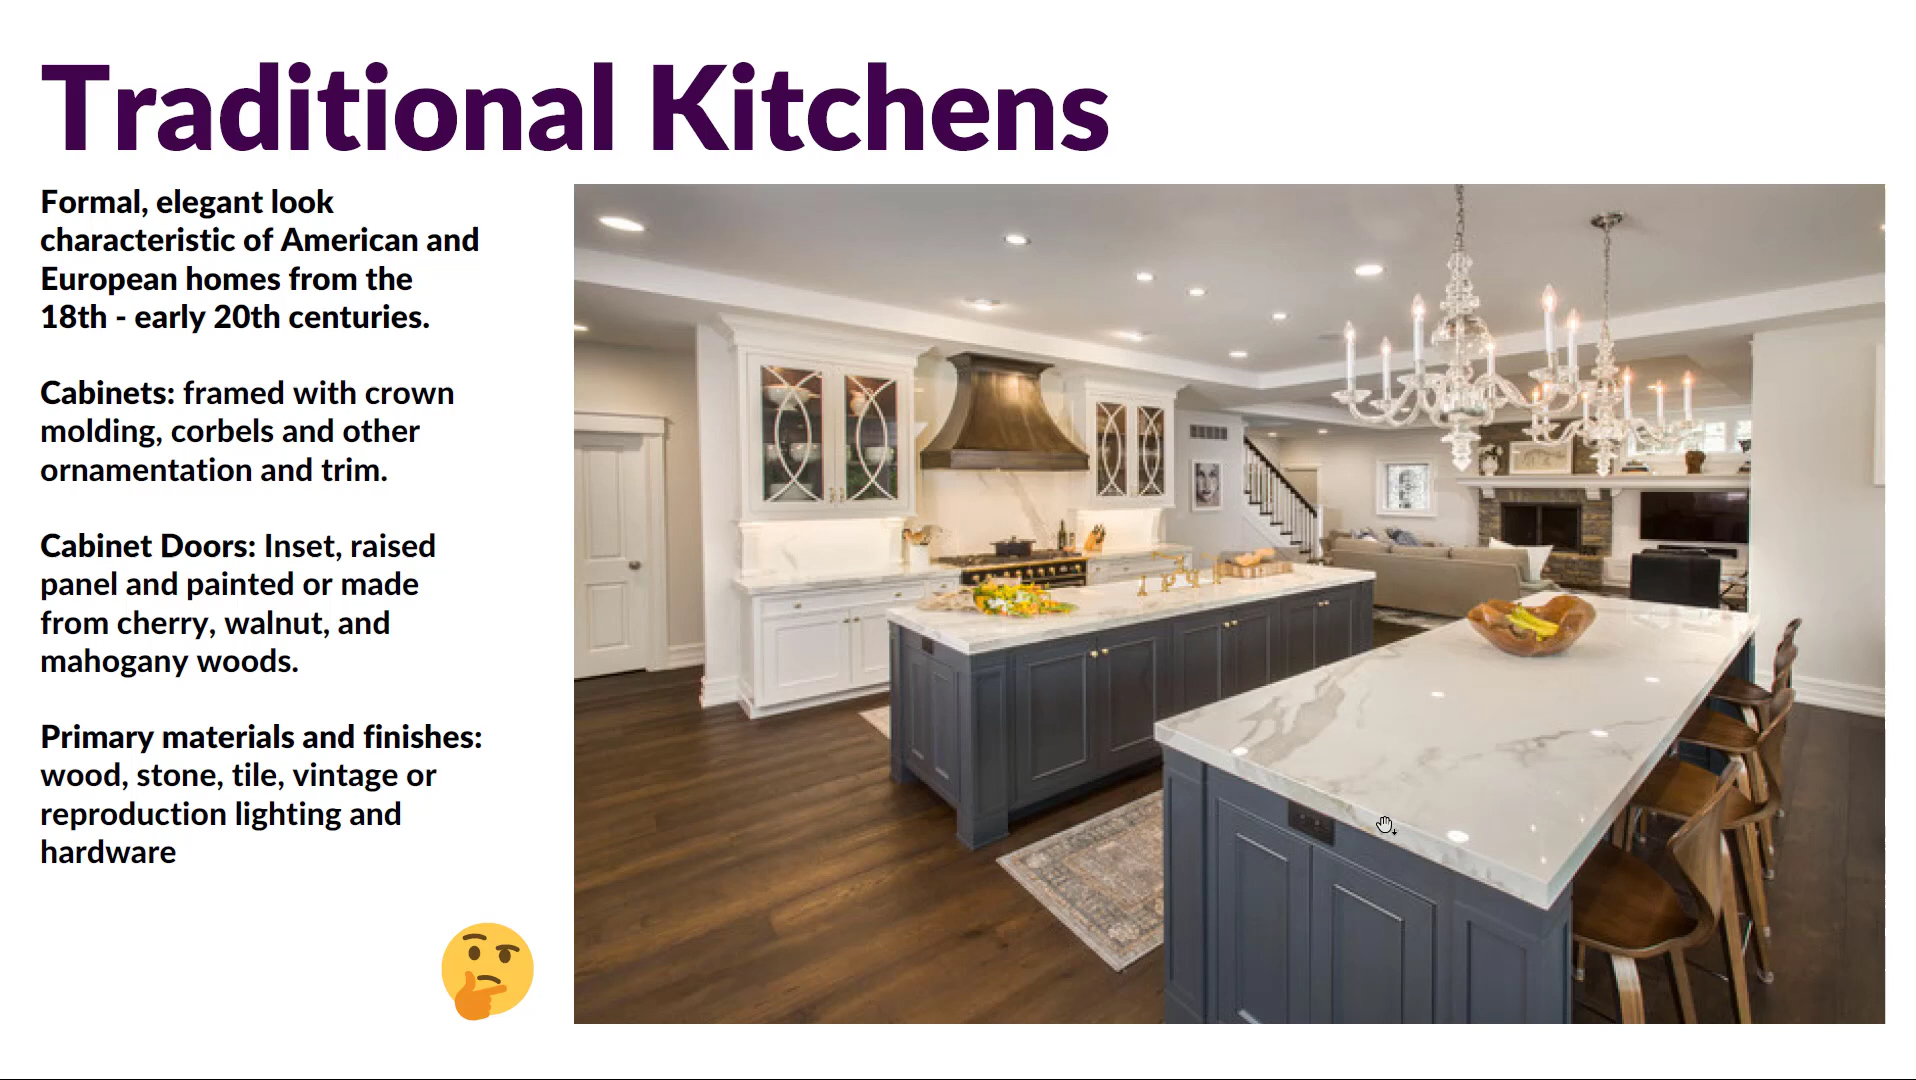 Traditional Kitchens
Formal, elegant look
characteristic of American and
European homes from the
18th - early 20th centuries.
Cabinets: framed with crown
molding, corbels and other
ornamentation and trim.
Cabinet Doors: Inset, raised
panel and painted or made
from cherry, walnut, and
mahogany woods.
Primary materials and finishes:
wood, stone, tile, vintage or
reproduction lighting and
hardware